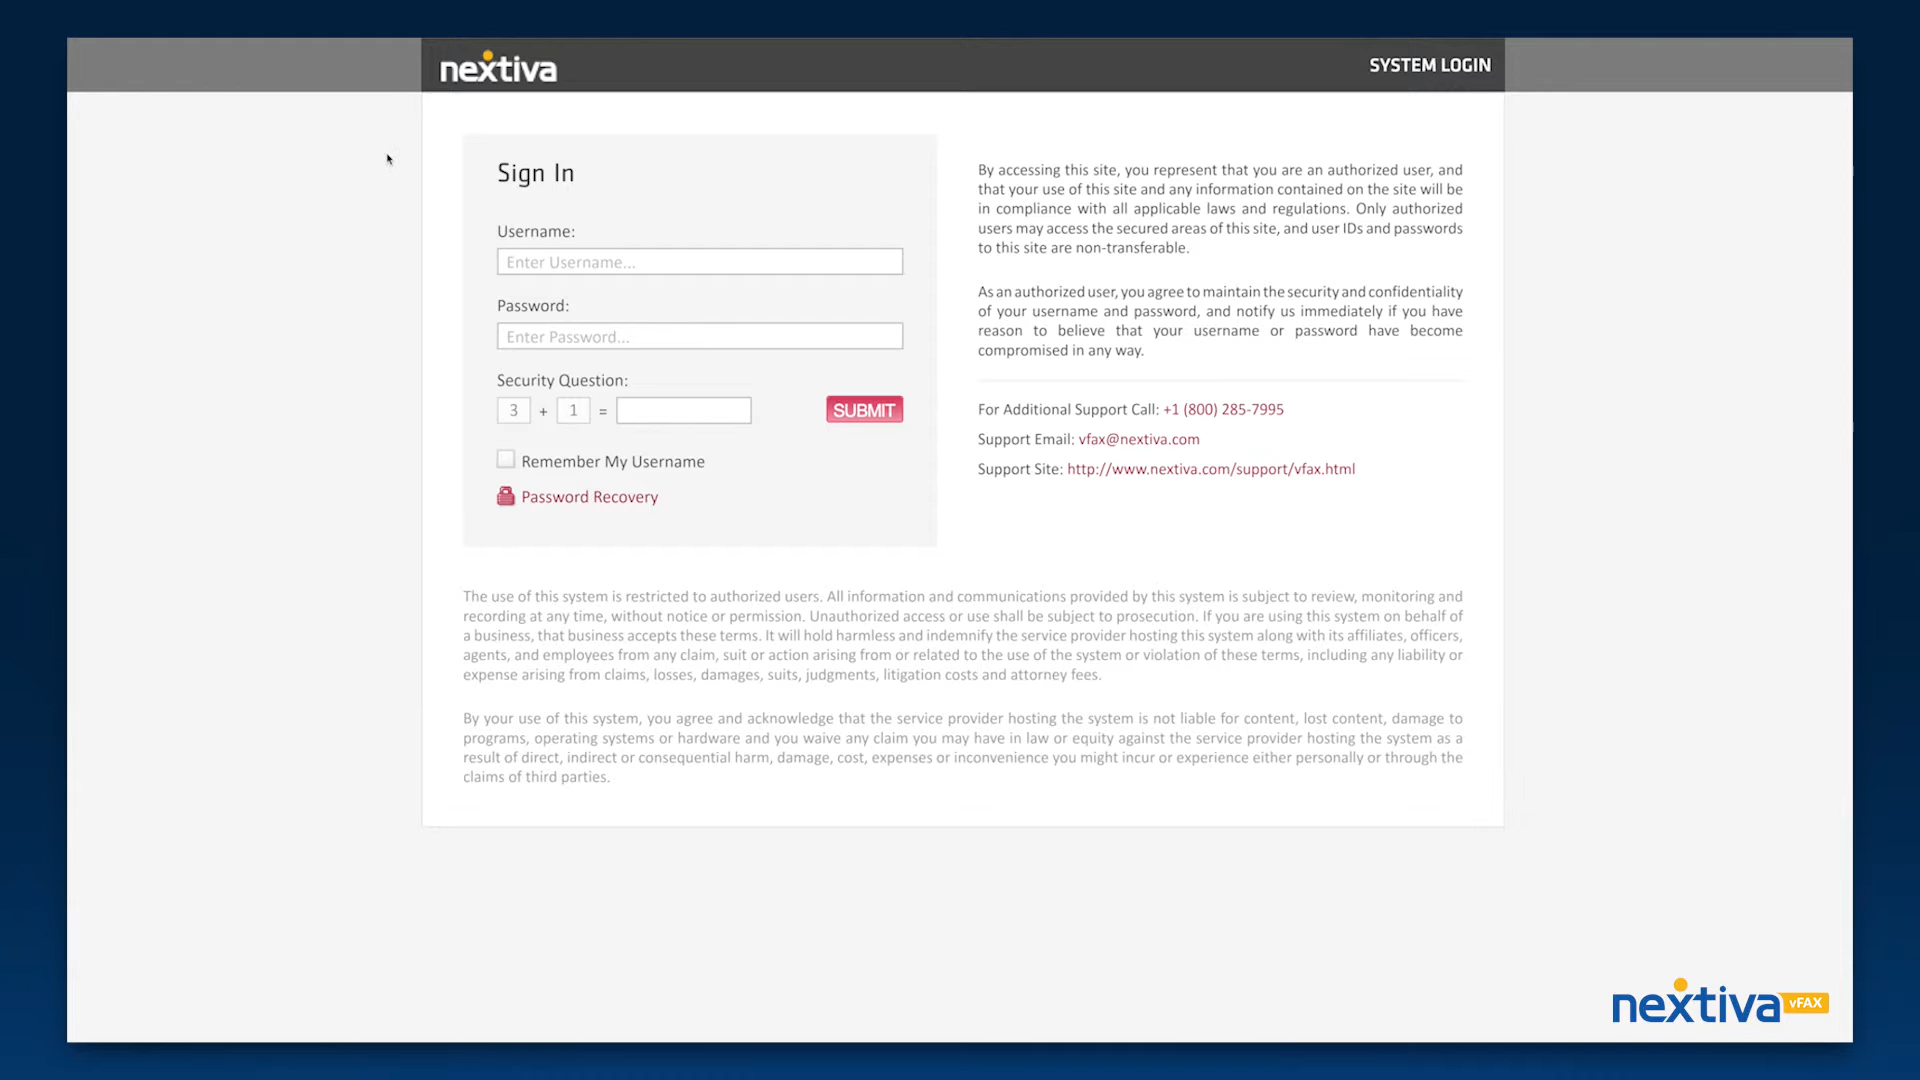 nextiva
SYSTEM LOGIN
Sign In
Username:
Enter Username...
Password:
Enter Password...
Security Question:
3 + 1 =
SUBMIT
Remember My Username
Password Recovery
By accessing this site, you represent that you are an authorized user, and
that your use of this site and any information contained on the site will be
in compliance with all applicable laws and regulations. Only authorized
users may access the secured areas of this site, and user IDs and passwords
to this site are non-transferable.
As an authorized user, you agree to maintain the security and confidentiality
of your username and password, and notify us immediately if you have
reason to believe that your username or password have become
compromised in any way.
For Additional Support Call: +1 (800) 285-7995
Support Email: vfax@nextiva.com
Support Site: http://www.nextiva.com/support/vfax.html
The use of this system is restricted to authorized users. All information and communications provided by this system is subject to review, monitoring and
recording at any time, without notice or permission. Unauthorized access or use shall be subject to prosecution. If you are using this system on behalf of
a business, that business accepts these terms. It will hold harmless and indemnify the service provider hosting this system along with its affiliates, officers,
agents, and employees from any claim, suit or action arising from or related to the use of the system or violation of these terms, including any liability or
expense arising from claims, losses, damages, suits, judgments, litigation costs and attorney fees.
By your use of this system, you agree and acknowledge that the service provider hosting the system is not liable for content, lost content, damage to
programs, operating systems or hardware and you waive any claim you may have in law or equity against the service provider hosting the system as a
result of direct, indirect or consequential harm, damage, cost, expenses or inconvenience you might incur or experience either personally or through the
claims of third parties.
nextiva vFAX